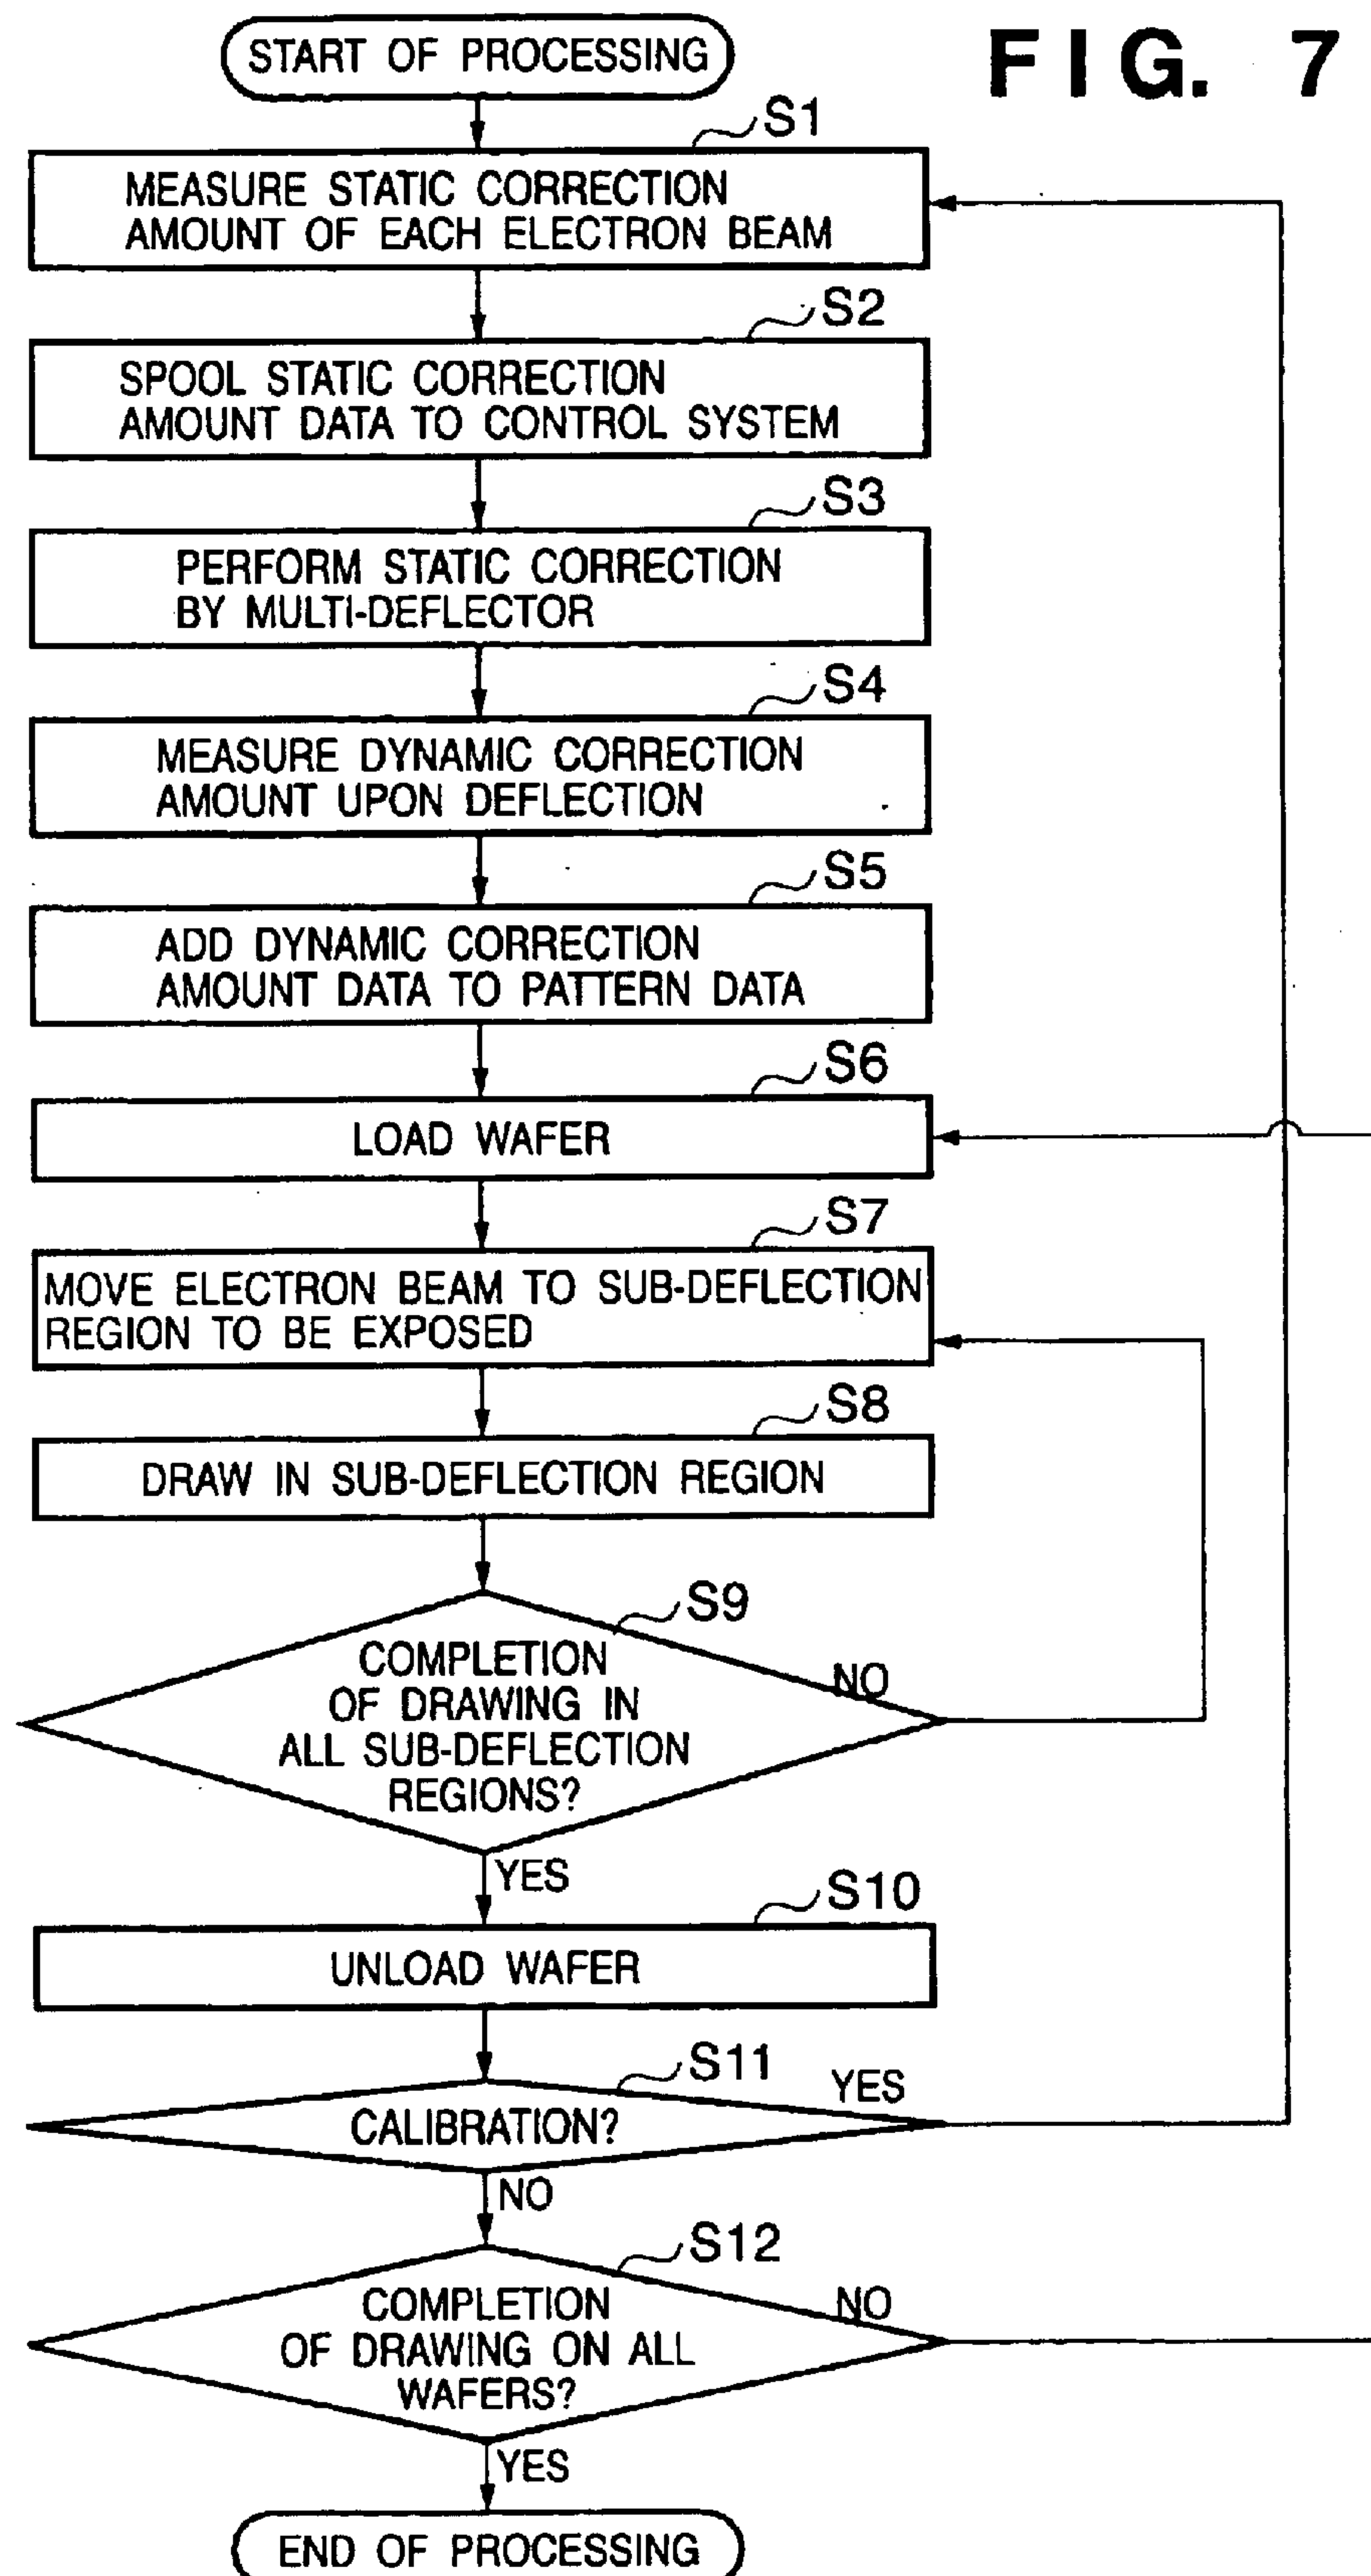 FIG. 7
START OF PROCESSING
S1
MEASURE STATIC CORRECTION
AMOUNT OF EACH ELECTRON BEAM
S2
SPOOL STATIC CORRECTION
AMOUNT DATA TO CONTROL SYSTEM
S3
PERFORM STATIC CORRECTION
BY MULTI-DEFLECTOR
S4
MEASURE DYNAMIC CORRECTION
AMOUNT UPON DEFLECTION
S5
ADD DYNAMIC CORRECTION
AMOUNT DATA TO PATTERN DATA
S6
LOAD WAFER
S7
MOVE ELECTRON BEAM TO SUB-DEFLECTION
REGION TO BE EXPOSED
S8
DRAW IN SUB-DEFLECTION REGION
S9
COMPLETION
OF DRAWING IN
ALL SUB-DEFLECTION
REGIONS?
NO
YES
S10
UNLOAD WAFER
S11
CALIBRATION?
YES
NO
S12
COMPLETION
OF DRAWING ON ALL
WAFERS?
NO
YES
END OF PROCESSING